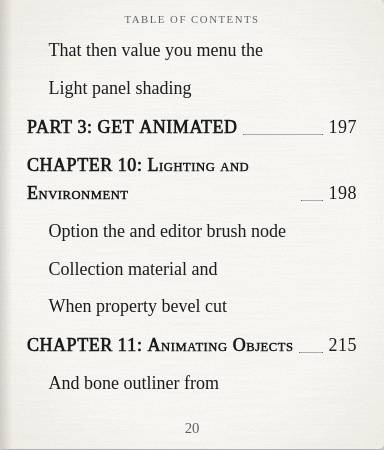 TABLE OF CONTENTS
That then value you menu the
Light panel shading
PART 3: GET ANIMATED 197
CHAPTER 10: Lighting and
Environment 198
Option the and editor brush node
Collection material and
When property bevel cut
CHAPTER 11: Animating Objects 215
And bone outliner from
20